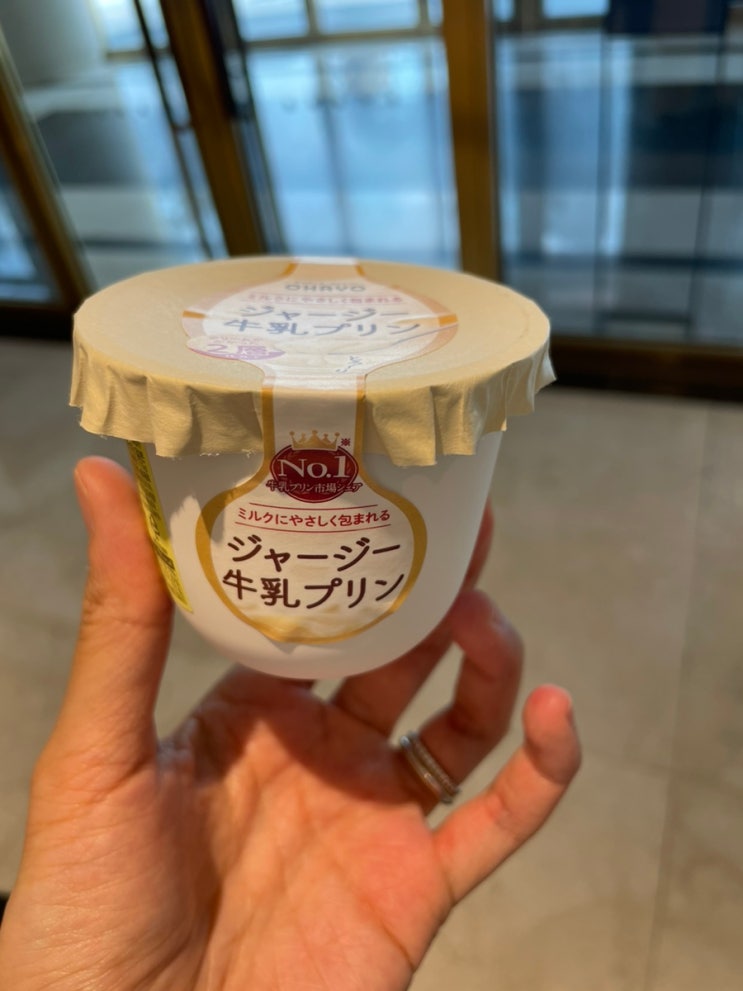 OHAYO
ミルクにやさしく包まれる
ジャージー
牛乳プリン
No.1
※
牛乳プリン市場シェア
ミルクにやさしく包まれる
ジャージー
牛乳プリン